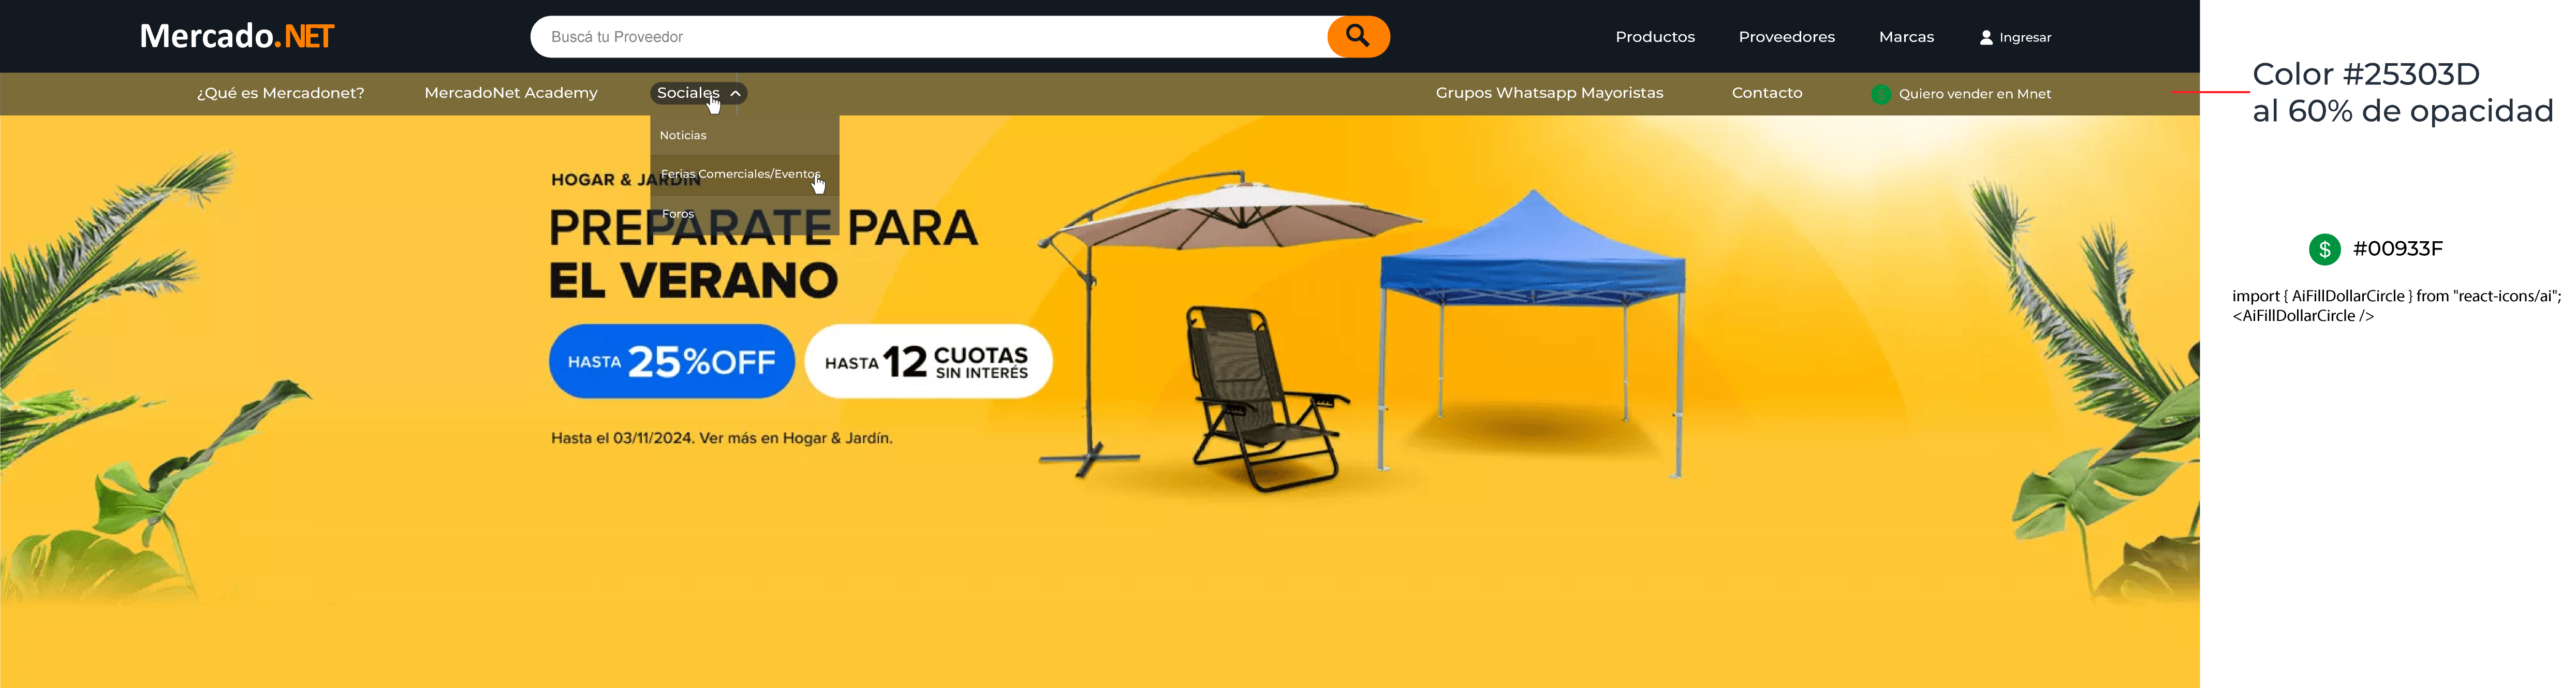 Mercado.NET
Buscá tu Proveedor
Productos
Proveedores
Marcas
Ingresar
¿Qué es Mercadonet?
MercadoNet Academy
Sociales
Grupos Whatsapp Mayoristas
Contacto
$ Quiero vender en Mnet
Noticias
Ferias Comerciales/Eventos
Foros
HOGAR & JARDÍN
PREPARATE PARA
EL VERANO
HASTA 25%OFF
HASTA 12 CUOTAS
SIN INTERÉS
Hasta el 03/11/2024. Ver más en Hogar & Jardín.
Color #25303D
al 60% de opacidad
$ #00933F
import { AiFillDollarCircle } from "react-icons/ai";
<AiFillDollarCircle />